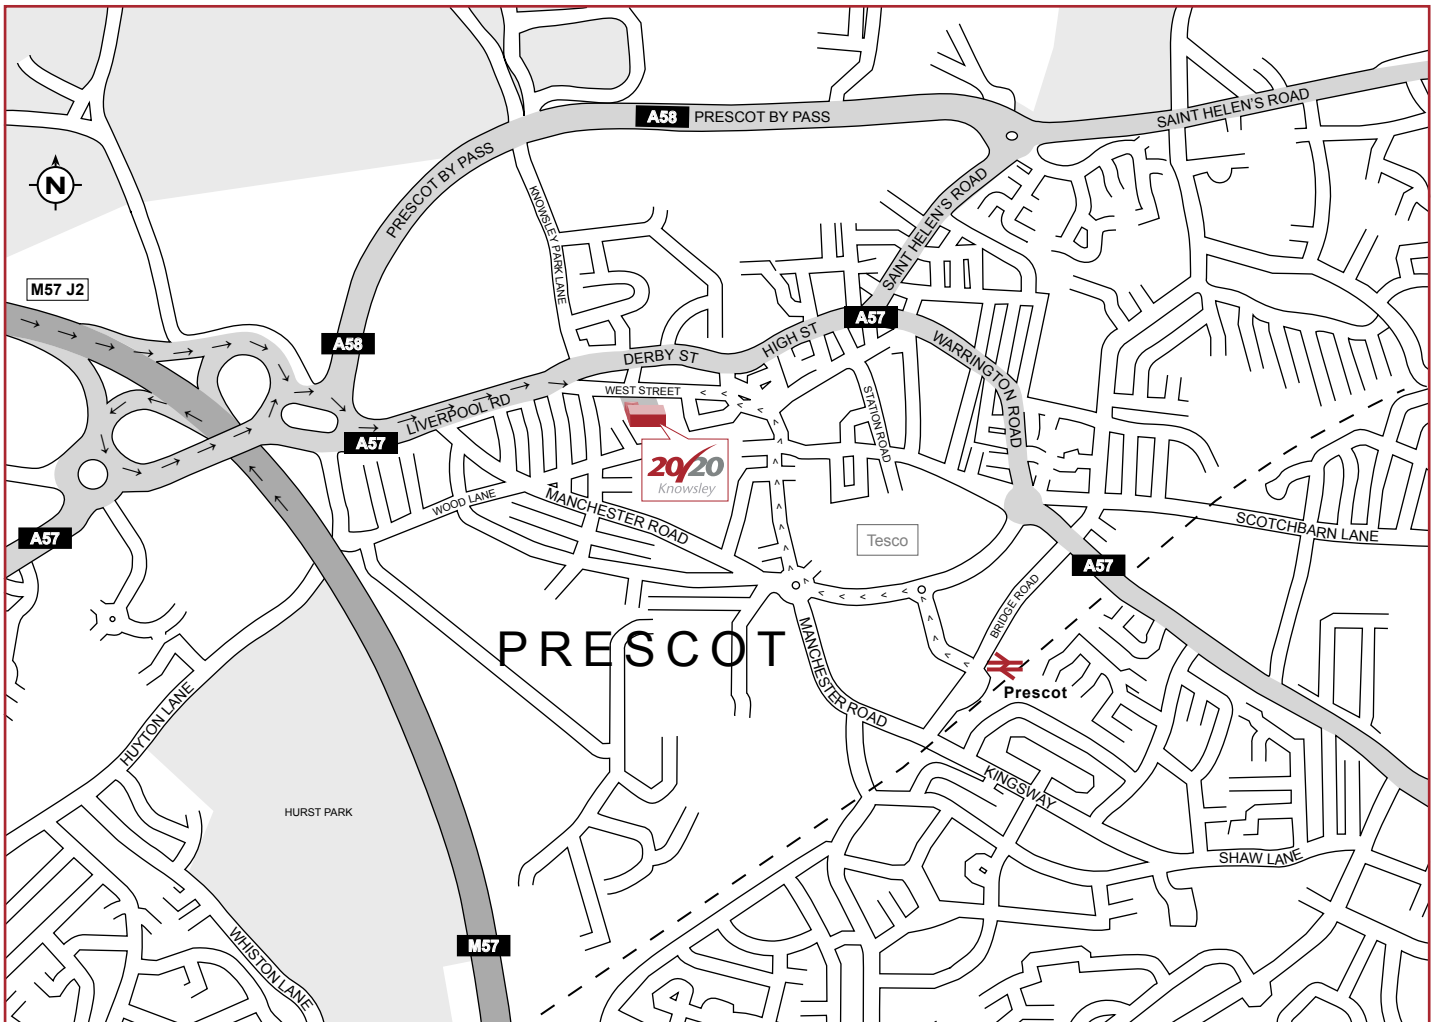 A58 PRESCOT BY PASS
SAINT HELEN'S ROAD
PRESCOT BY PASS
N
KNOWSLEY PARK LANE
SAINT HELEN'S ROAD
M57 J2
A58
A57
HIGH ST
DERBY ST
WARRINGTON ROAD
WEST STREET
LIVERPOOL RD
STATION ROAD
A57
20/20
Knowsley
WOOD LANE
MANCHESTER ROAD
SCOTCHBARN LANE
A57
Tesco
A57
BRIDGE ROAD
PRESCOT
MANCHESTER ROAD
Prescot
HUYTON LANE
KINGSWAY
HURST PARK
SHAW LANE
M57
WHISTON LANE